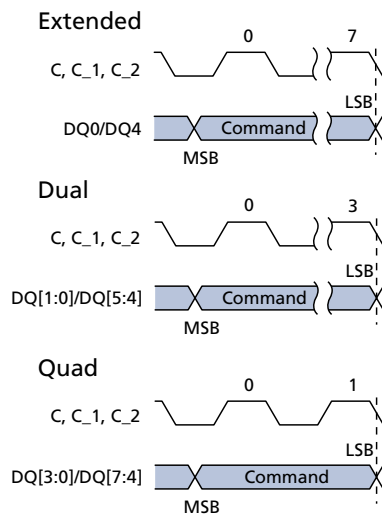 Extended
0 7
C, C_1, C_2
LSB
DQ0/DQ4 Command
MSB
Dual
0 3
C, C_1, C_2
LSB
DQ[1:0]/DQ[5:4] Command
MSB
Quad
0 1
C, C_1, C_2
LSB
DQ[3:0]/DQ[7:4] Command
MSB